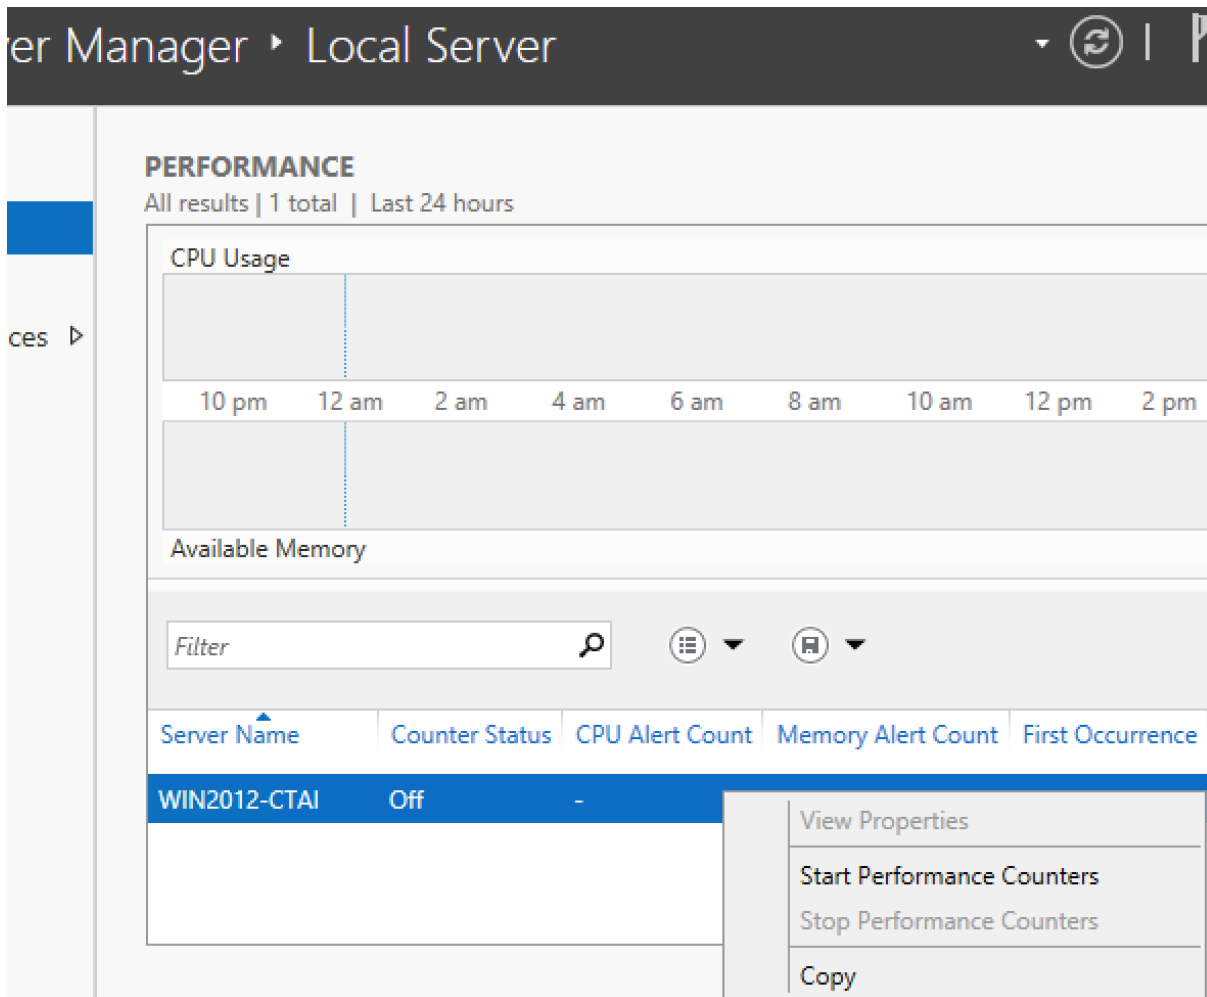 er Manager ‣ Local Server
PERFORMANCE
All results | 1 total | Last 24 hours
CPU Usage
ces
10 pm 12 am 2 am 4 am 6 am 8 am 10 am 12 pm 2 pm
Available Memory
Filter
Server Name Counter Status CPU Alert Count Memory Alert Count First Occurrence
WIN2012-CTAI Off -
View Properties
Start Performance Counters
Stop Performance Counters
Copy